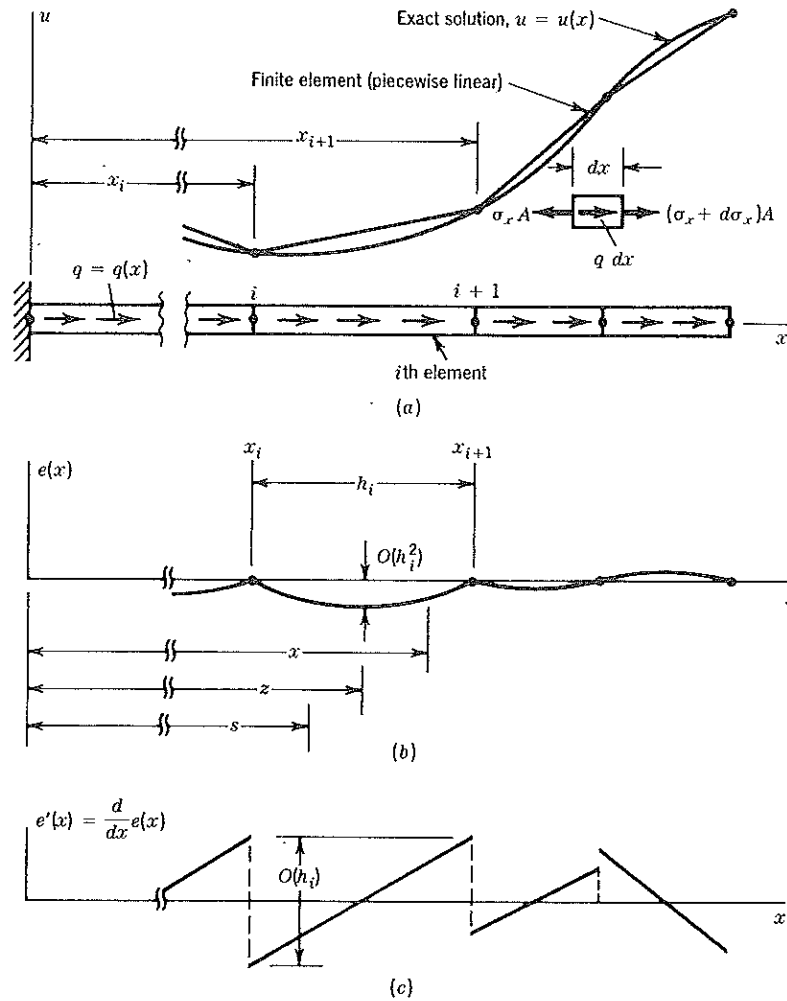 u
Exact solution, u = u(x)
Finite element (piecewise linear)
x_{i+1}
x_i
dx
σ_x A
(σ_x + dσ_x)A
q dx
q = q(x)
i
i + 1
x
ith element
(a)
x_i
x_{i+1}
e(x)
h_i
O(h_i^2)
x
z
s
(b)
e′(x) = d/dx e(x)
O(h_i)
x
(c)